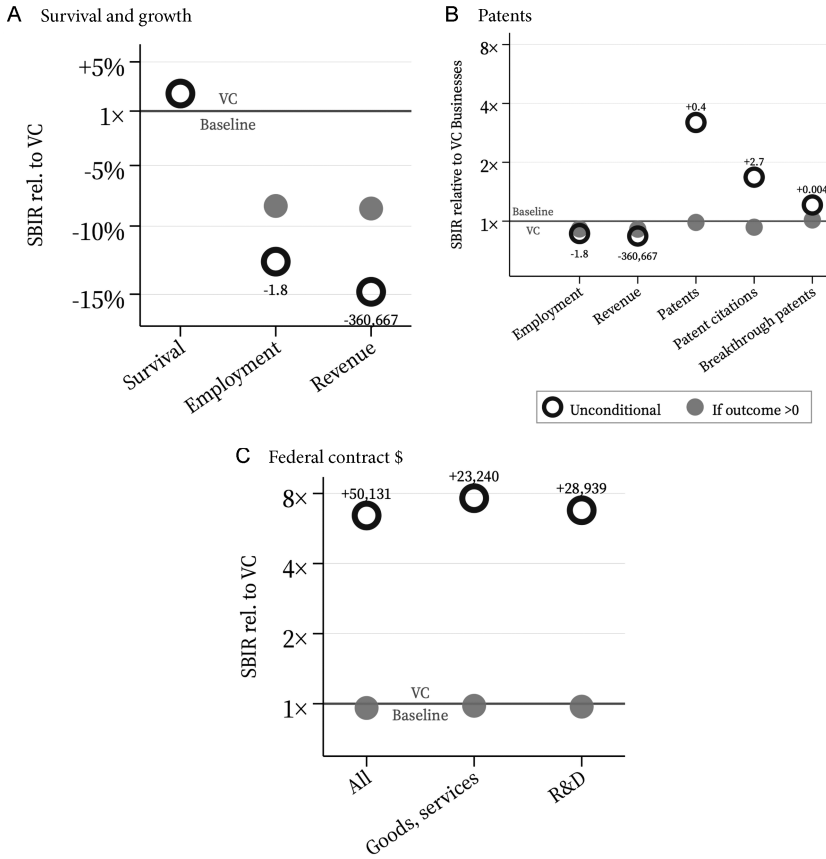 A Survival and growth
SBIR rel. to VC
+5%
1×
-5%
-10%
-15%
VC
Baseline
-1.8
-360,667
Survival
Employment
Revenue
B Patents
SBIR relative to VC Businesses
8×
4×
2×
1×
Baseline
VC
-1.8
-360,667
+0.4
+2.7
+0.004
Employment
Revenue
Patents
Patent citations
Breakthrough patents
Unconditional
If outcome >0
C Federal contract $
SBIR rel. to VC
8×
4×
2×
1×
+50,131
+23,240
+28,939
VC
Baseline
All
Goods, services
R&D